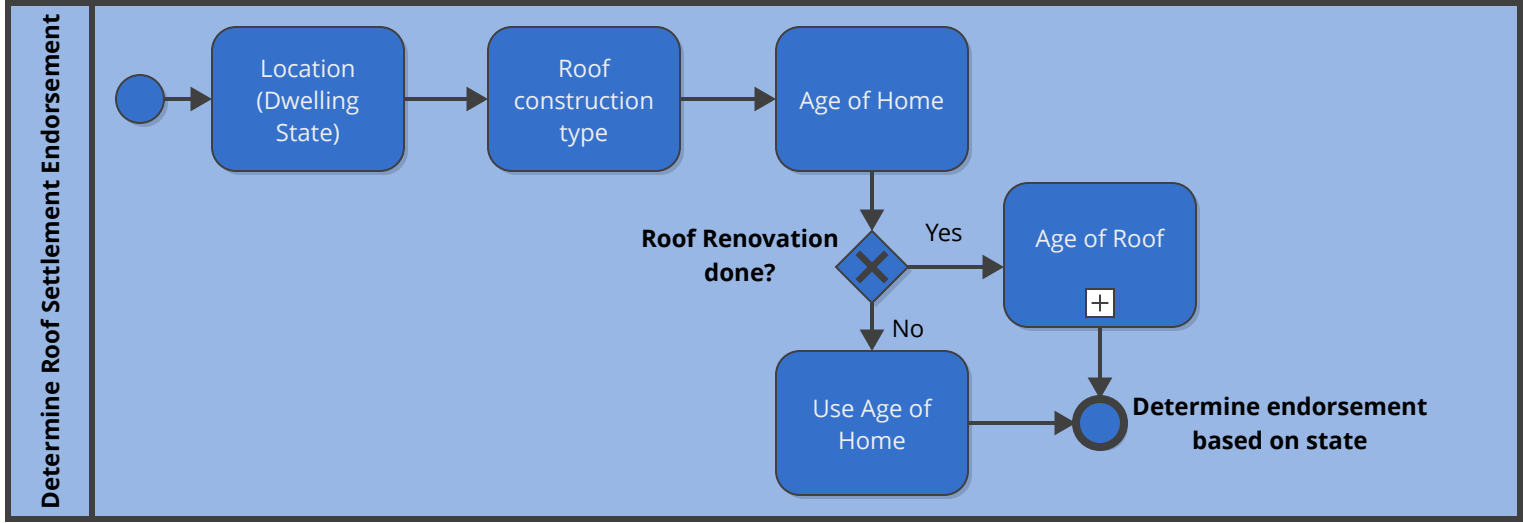 Determine Roof Settlement Endorsement
Location
(Dwelling
State)
Roof
construction
type
Age of Home
Roof Renovation
done?
Yes
Age of Roof
No
Use Age of
Home
Determine endorsement
based on state